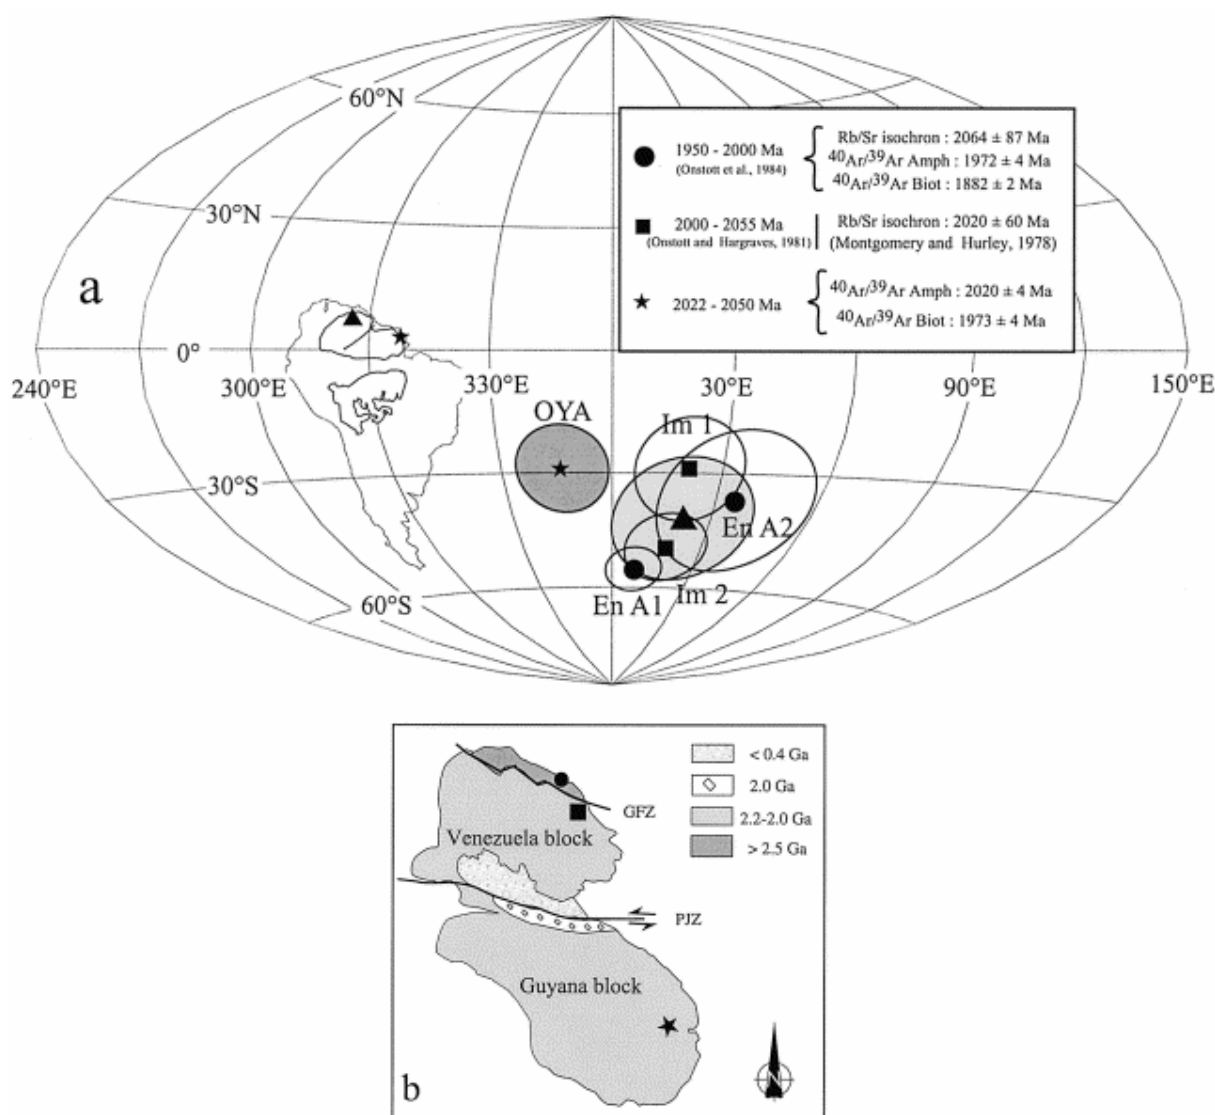 60°N
30°N
a
0°
240°E
300°E
330°E
30°E
90°E
150°E
30°S
60°S
1950 - 2000 Ma
(Onstott et al., 1984)
Rb/Sr isochron : 2064 ± 87 Ma
40Ar/39Ar Amph : 1972 ± 4 Ma
40Ar/39Ar Biot : 1882 ± 2 Ma
2000 - 2055 Ma
(Onstott and Hargraves, 1981)
Rb/Sr isochron : 2020 ± 60 Ma
(Montgomery and Hurley, 1978)
2022 - 2050 Ma
40Ar/39Ar Amph : 2020 ± 4 Ma
40Ar/39Ar Biot : 1973 ± 4 Ma
OYA
Im 1
En A2
Im 2
En A1
< 0.4 Ga
2.0 Ga
2.2-2.0 Ga
> 2.5 Ga
GFZ
Venezuela block
PJZ
Guyana block
N
b